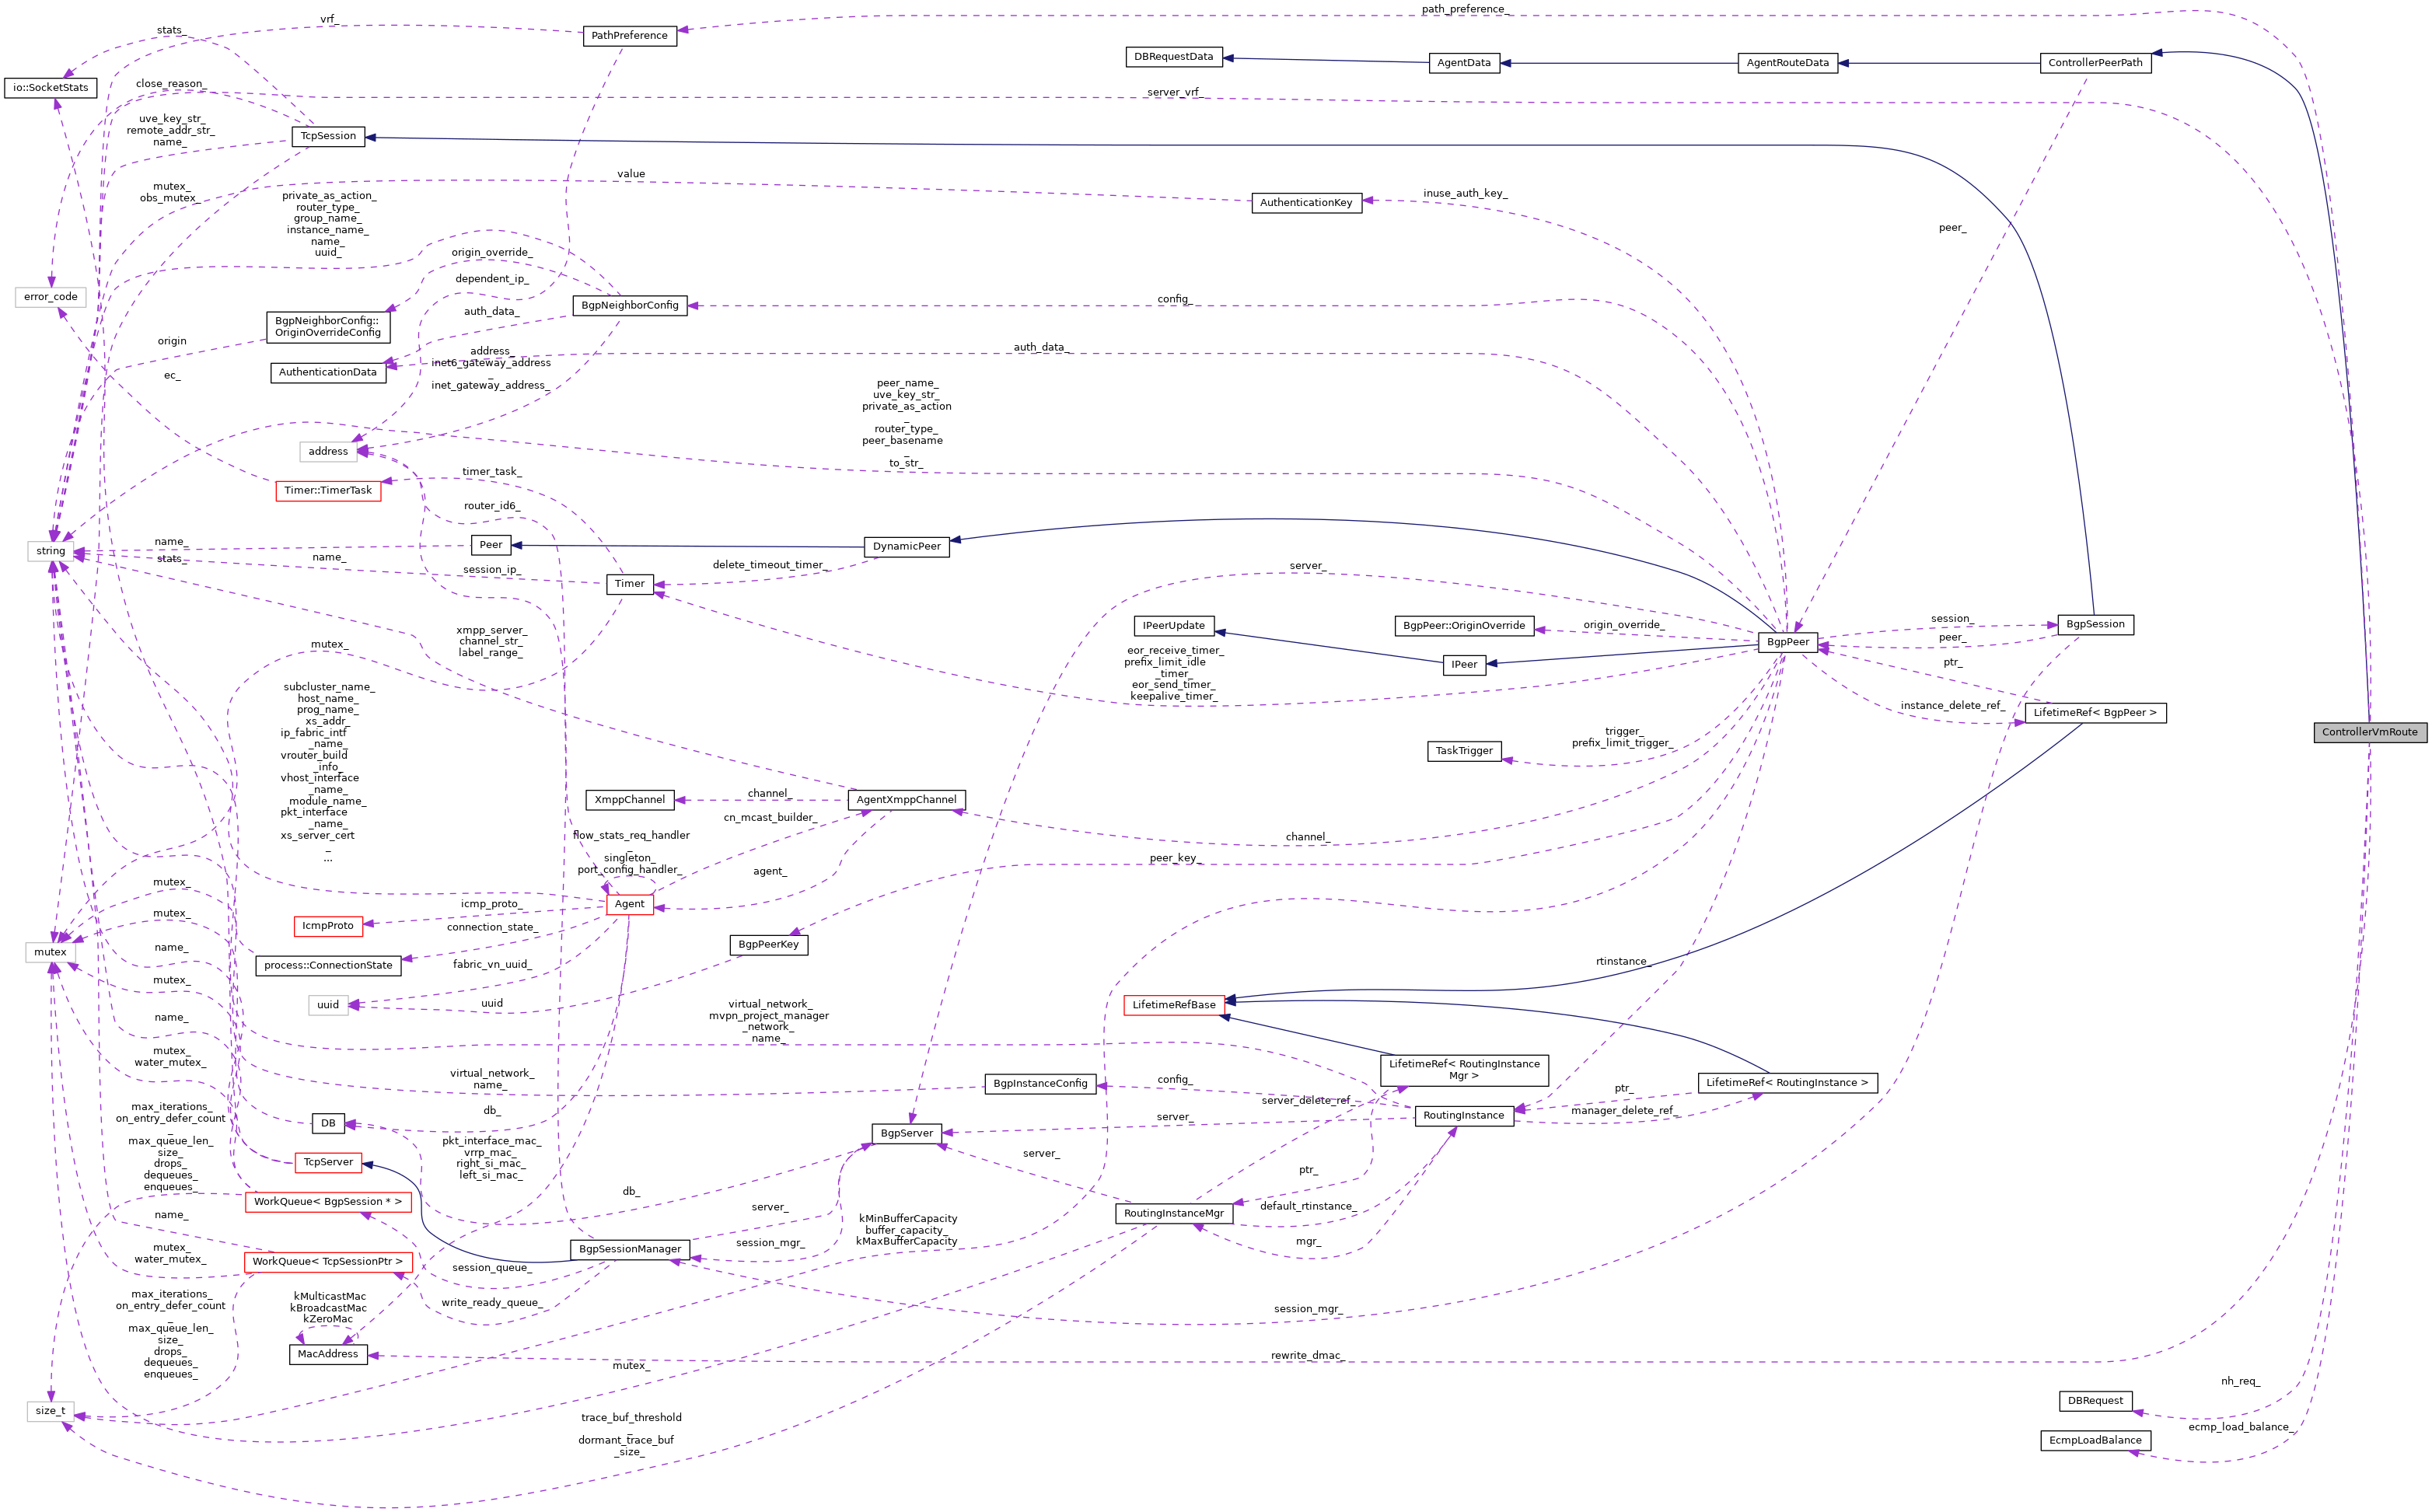 path_preference_
vrf_
stats_
PathPreference
DBRequestData
AgentData
AgentRouteData
ControllerPeerPath
io::SocketStats
close_reason_
server_vrf_
uve_key_str_
remote_addr_str_
name_
TcpSession
value
mutex_
obs_mutex_
private_as_action_
router_type_
group_name_
instance_name_
name_
uuid_
AuthenticationKey
inuse_auth_key_
peer_
origin_override_
dependent_ip_
error_code
BgpNeighborConfig
config_
BgpNeighborConfig::
OriginOverrideConfig
auth_data_
origin
auth_data_
address_
inet6_gateway_address
_
inet_gateway_address_
ec_
AuthenticationData
peer_name_
uve_key_str_
private_as_action
_
router_type_
peer_basename
_
to_str_
address
timer_task_
Timer::TimerTask
router_id6_
string
name_
stats_
name_
Peer
DynamicPeer
session_ip_
Timer
delete_timeout_timer_
server_
IPeerUpdate
BgpPeer::OriginOverride
origin_override_
BgpPeer
session_
peer_
BgpSession
xmpp_server_
channel_str_
label_range_
mutex_
eor_receive_timer_
prefix_limit_idle
_timer_
eor_send_timer_
keepalive_timer_
IPeer
ptr_
instance_delete_ref_
LifetimeRef< BgpPeer >
ControllerVmRoute
subcluster_name_
host_name_
prog_name_
xs_addr_
ip_fabric_intf
_name_
vrouter_build
_info_
vhost_interface
_name_
module_name_
pkt_interface
_name_
xs_server_cert
_
...
trigger_
prefix_limit_trigger_
TaskTrigger
XmppChannel
channel_
AgentXmppChannel
cn_mcast_builder_
flow_stats_req_handler
_
singleton_
port_config_handler_
channel_
peer_key_
agent_
mutex_
Agent
icmp_proto_
IcmpProto
mutex_
connection_state_
BgpPeerKey
mutex
name_
process::ConnectionState
fabric_vn_uuid_
rtinstance_
mutex_
uuid
uuid
LifetimeRefBase
name_
virtual_network_
mvpn_project_manager
_network_
name_
mutex_
water_mutex_
LifetimeRef< RoutingInstance
Mgr >
virtual_network_
name_
BgpInstanceConfig
config_
LifetimeRef< RoutingInstance >
ptr_
server_delete_ref_
manager_delete_ref_
max_iterations_
on_entry_defer_count
_
max_queue_len_
size_
drops_
dequeues_
enqueues_
DB
db_
BgpServer
server_
RoutingInstance
pkt_interface_mac_
vrrp_mac_
right_si_mac_
left_si_mac_
TcpServer
server_
ptr_
WorkQueue< BgpSession * >
db_
server_
RoutingInstanceMgr
default_rtinstance_
name_
kMinBufferCapacity
buffer_capacity_
kMaxBufferCapacity
mutex_
water_mutex_
WorkQueue< TcpSessionPtr >
BgpSessionManager
session_mgr_
mgr_
session_queue_
max_iterations_
on_entry_defer_count
_
max_queue_len_
size_
drops_
dequeues_
enqueues_
kMulticastMac
kBroadcastMac
kZeroMac
write_ready_queue_
session_mgr_
MacAddress
mutex_
rewrite_dmac_
nh_req_
DBRequest
size_t
trace_buf_threshold
_
dormant_trace_buf
_size_
ecmp_load_balance_
EcmpLoadBalance